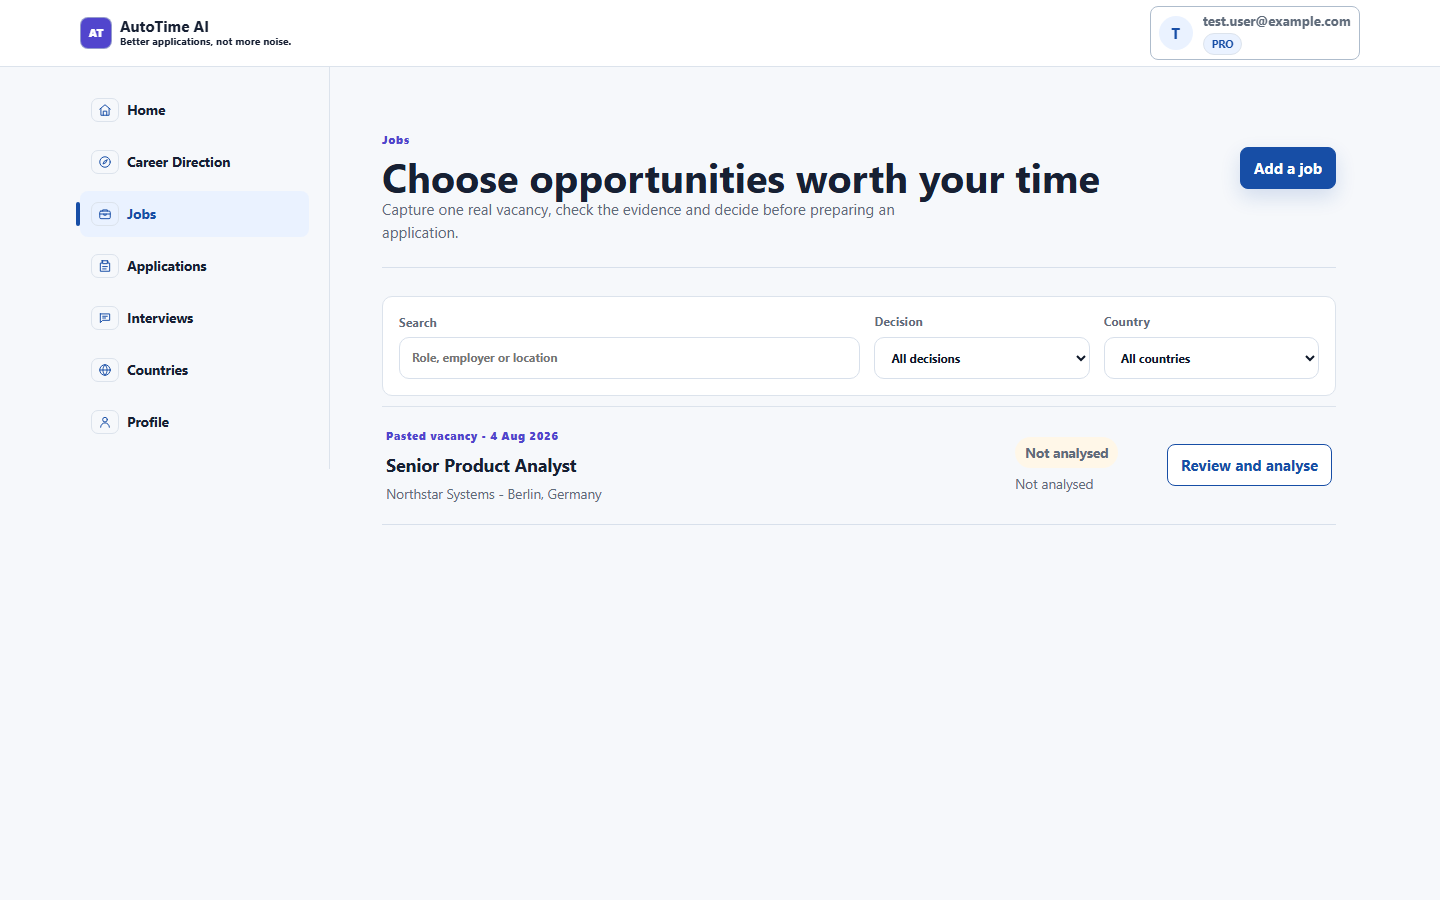 AT
AutoTime AI
Better applications, not more noise.
T
test.user@example.com
PRO
Home
Career Direction
Jobs
Applications
Interviews
Countries
Profile
Jobs
Choose opportunities worth your time
Capture one real vacancy, check the evidence and decide before preparing an
application.
Add a job
Search
Role, employer or location
Decision
All decisions
Country
All countries
Pasted vacancy - 4 Aug 2026
Senior Product Analyst
Northstar Systems - Berlin, Germany
Not analysed
Not analysed
Review and analyse